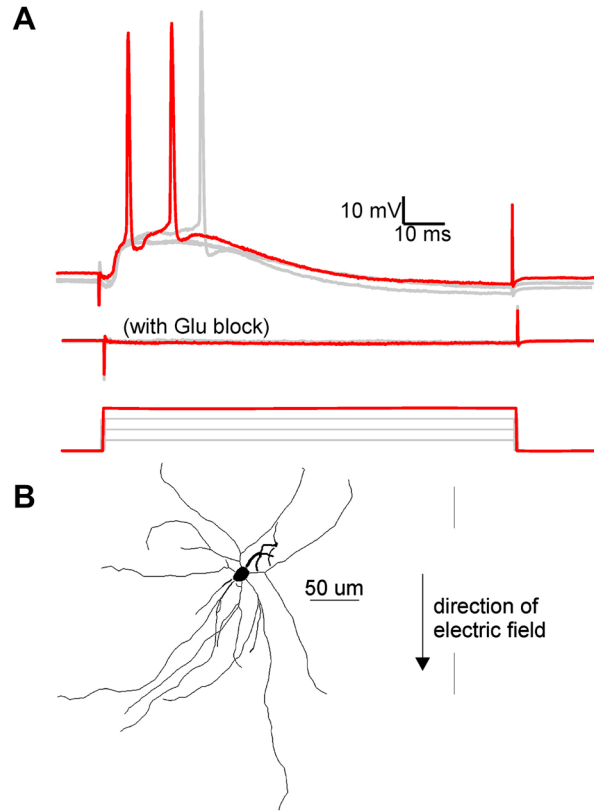 A
10 mV
10 ms
(with Glu block)
B
50 um
direction of
electric field